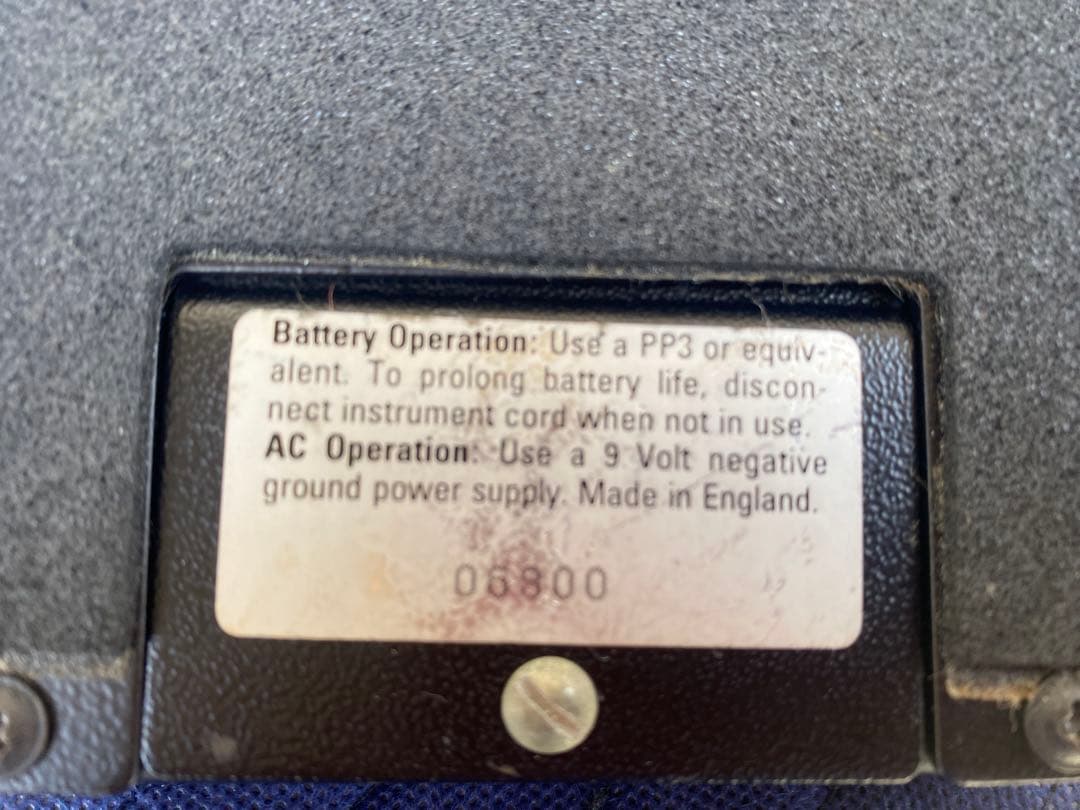 Battery Operation: Use a PP3 or equiv-
alent. To prolong battery life, discon-
nect instrument cord when not in use.
AC Operation: Use a 9 Volt negative
ground power supply. Made in England.
06800